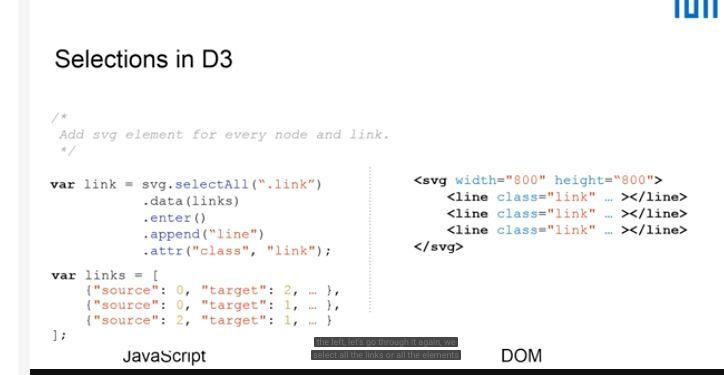 Selections in D3
/*
Add svg element for every node and link.
*/
var link = svg.selectAll(".link")
.data(links)
.enter()
.append("line")
.attr("class", "link");
var links = [
{"source": 0, "target": 2, … },
{"source": 0, "target": 1, … },
{"source": 2, "target": 1, … }
];
JavaScript
<svg width="800" height="800">
<line class="link" … ></line>
<line class="link" … ></line>
<line class="link" … ></line>
</svg>
DOM
the left, let's go through it again, we
select all the links or all the elements